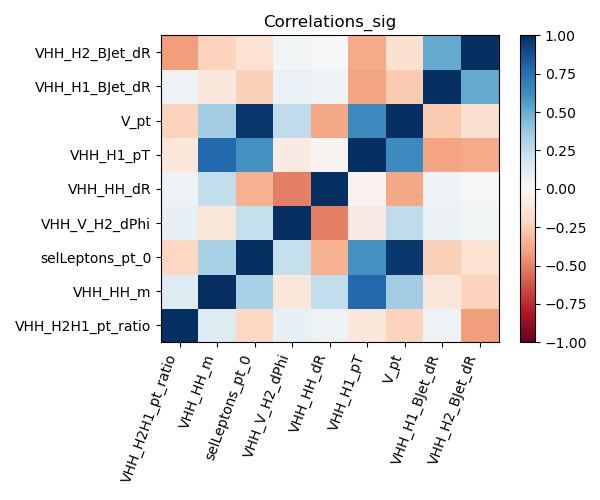 Correlations_sig
VHH_H2_BJet_dR
VHH_H1_BJet_dR
V_pt
VHH_H1_pT
VHH_HH_dR
VHH_V_H2_dPhi
selLeptons_pt_0
VHH_HH_m
VHH_H2H1_pt_ratio
VHH_H2H1_pt_ratio
VHH_HH_m
selLeptons_pt_0
VHH_V_H2_dPhi
VHH_HH_dR
VHH_H1_pT
V_pt
VHH_H1_BJet_dR
VHH_H2_BJet_dR
1.00
0.75
0.50
0.25
0.00
−0.25
−0.50
−0.75
−1.00